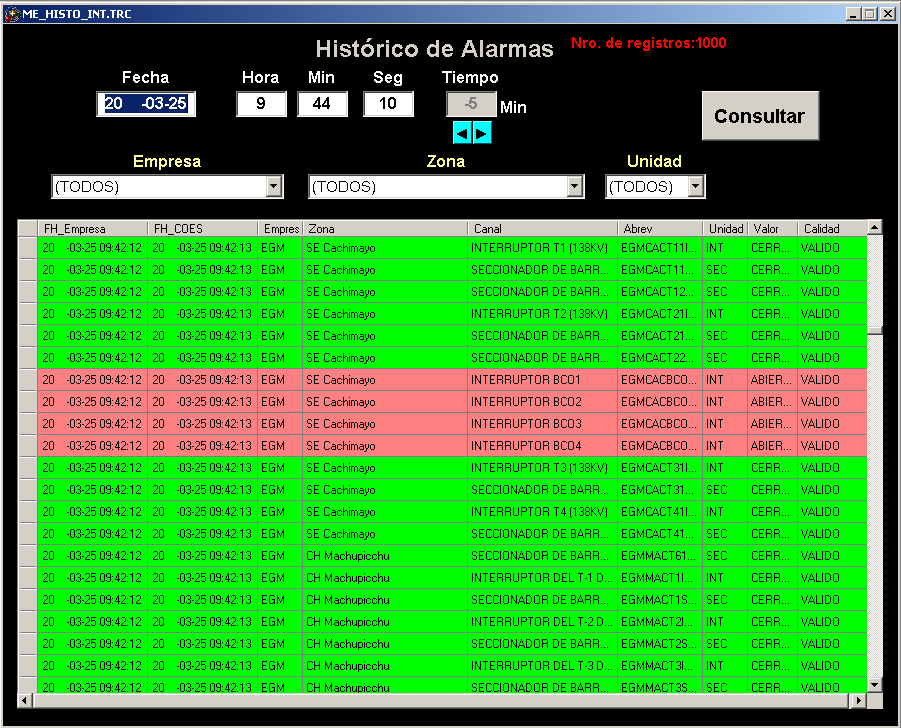 ME_HISTO_INT.TRC
Histórico de Alarmas Nro. de registros:1000
Fecha Hora Min Seg Tiempo
20 -03-25 9 44 10 -5 Min
Consultar
Empresa Zona Unidad
(TODOS) (TODOS) (TODOS)
FH_Empresa FH_COES Empres Zona Canal Abrev Unidad Valor Calidad
20 -03-25 09:42:12 20 -03-25 09:42:13 EGM SE Cachimayo INTERRUPTOR T1 (138KV) EGMCACT11I... INT CERR... VALIDO
20 -03-25 09:42:12 20 -03-25 09:42:13 EGM SE Cachimayo SECCIONADOR DE BARR... EGMCACT11... SEC CERR... VALIDO
20 -03-25 09:42:12 20 -03-25 09:42:13 EGM SE Cachimayo SECCIONADOR DE BARR... EGMCACT12... SEC CERR... VALIDO
20 -03-25 09:42:12 20 -03-25 09:42:13 EGM SE Cachimayo INTERRUPTOR T2 (138KV) EGMCACT21I... INT CERR... VALIDO
20 -03-25 09:42:12 20 -03-25 09:42:13 EGM SE Cachimayo SECCIONADOR DE BARR... EGMCACT21... SEC CERR... VALIDO
20 -03-25 09:42:12 20 -03-25 09:42:13 EGM SE Cachimayo SECCIONADOR DE BARR... EGMCACT22... SEC CERR... VALIDO
20 -03-25 09:42:12 20 -03-25 09:42:13 EGM SE Cachimayo INTERRUPTOR BCO1 EGMCACBCO... INT ABIER... VALIDO
20 -03-25 09:42:12 20 -03-25 09:42:13 EGM SE Cachimayo INTERRUPTOR BCO2 EGMCACBCO... INT ABIER... VALIDO
20 -03-25 09:42:12 20 -03-25 09:42:13 EGM SE Cachimayo INTERRUPTOR BCO3 EGMCACBCO... INT ABIER... VALIDO
20 -03-25 09:42:12 20 -03-25 09:42:13 EGM SE Cachimayo INTERRUPTOR BCO4 EGMCACBCO... INT ABIER... VALIDO
20 -03-25 09:42:12 20 -03-25 09:42:13 EGM SE Cachimayo INTERRUPTOR T3 (138KV) EGMCACT31I... INT CERR... VALIDO
20 -03-25 09:42:12 20 -03-25 09:42:13 EGM SE Cachimayo SECCIONADOR DE BARR... EGMCACT31... SEC CERR... VALIDO
20 -03-25 09:42:12 20 -03-25 09:42:13 EGM SE Cachimayo INTERRUPTOR T4 (138KV) EGMCACT41I... INT CERR... VALIDO
20 -03-25 09:42:12 20 -03-25 09:42:13 EGM SE Cachimayo SECCIONADOR DE BARR... EGMCACT41... SEC CERR... VALIDO
20 -03-25 09:42:12 20 -03-25 09:42:13 EGM CH Machupicchu SECCIONADOR DE BARR... EGMMACT61... SEC CERR... VALIDO
20 -03-25 09:42:12 20 -03-25 09:42:13 EGM CH Machupicchu INTERRUPTOR DEL T-1 D... EGMMACT1I... INT CERR... VALIDO
20 -03-25 09:42:12 20 -03-25 09:42:13 EGM CH Machupicchu SECCIONADOR DE BARR... EGMMACT1S... SEC CERR... VALIDO
20 -03-25 09:42:12 20 -03-25 09:42:13 EGM CH Machupicchu INTERRUPTOR DEL T-2 D... EGMMACT2I... INT CERR... VALIDO
20 -03-25 09:42:12 20 -03-25 09:42:13 EGM CH Machupicchu SECCIONADOR DE BARR... EGMMACT2S... SEC CERR... VALIDO
20 -03-25 09:42:12 20 -03-25 09:42:13 EGM CH Machupicchu INTERRUPTOR DEL T-3 D... EGMMACT3I... INT CERR... VALIDO
20 -03-25 09:42:12 20 -03-25 09:42:13 EGM CH Machupicchu SECCIONADOR DE BARR... EGMMACT3S... SEC CERR... VALIDO